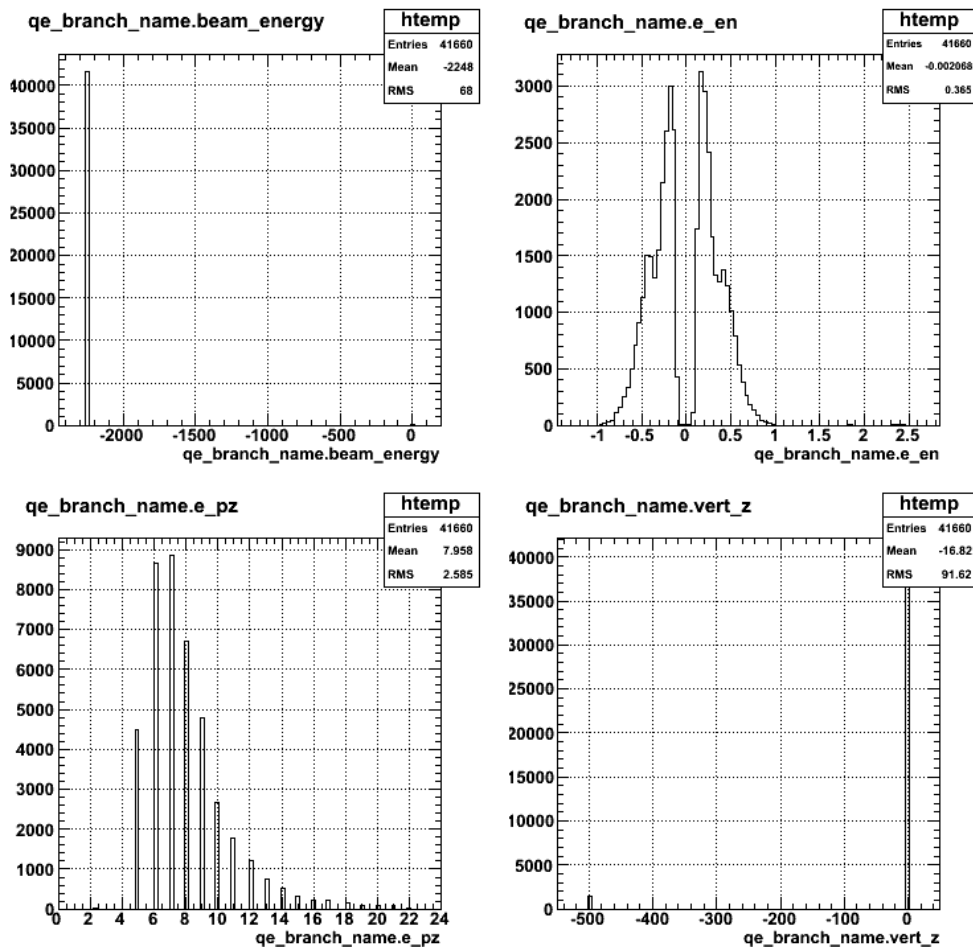 qe_branch_name.beam_energy
htemp
Entries 41660
Mean -2248
RMS 68
40000
35000
30000
25000
20000
15000
10000
5000
0
-2000 -1500 -1000 -500 0
qe_branch_name.beam_energy
qe_branch_name.e_en
htemp
Entries 41660
Mean -0.002068
RMS 0.365
3000
2500
2000
1500
1000
500
0
-1 -0.5 0 0.5 1 1.5 2 2.5
qe_branch_name.e_en
qe_branch_name.e_pz
htemp
Entries 41660
Mean 7.958
RMS 2.585
9000
8000
7000
6000
5000
4000
3000
2000
1000
0
0 2 4 6 8 10 12 14 16 18 20 22 24
qe_branch_name.e_pz
qe_branch_name.vert_z
htemp
Entries 41660
Mean -16.82
RMS 91.62
40000
35000
30000
25000
20000
15000
10000
5000
0
-500 -400 -300 -200 -100 0
qe_branch_name.vert_z